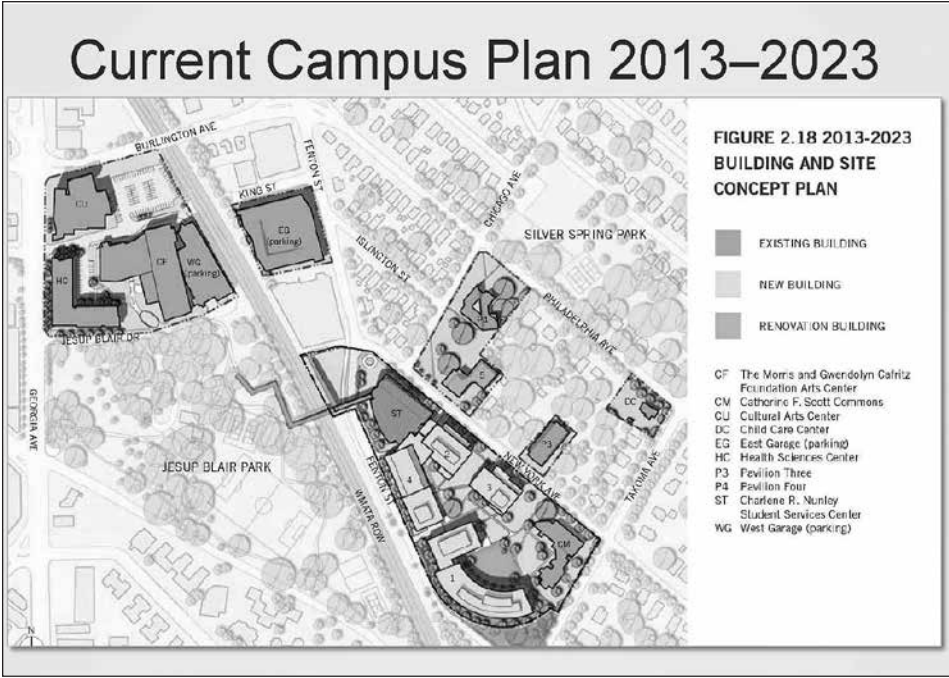 Current Campus Plan 2013–2023
FIGURE 2.18 2013-2023
BUILDING AND SITE
CONCEPT PLAN
EXISTING BUILDING
NEW BUILDING
RENOVATION BUILDING
CF The Morris and Gwendolyn Cafritz
Foundation Arts Center
CM Catherine F. Scott Commons
CU Cultural Arts Center
DC Child Care Center
EG East Garage (parking)
HC Health Sciences Center
P3 Pavilion Three
P4 Pavilion Four
ST Charlene R. Nunley
Student Services Center
WG West Garage (parking)
BURLINGTON AVE
FENTON ST
KING ST
CU
EG
(parking)
CF
WG
(parking)
HC
JESUP BLAIR DR
ISLINGTON ST
CHICAGO AVE
SILVER SPRING PARK
PHILADELPHIA AVE
GEORGIA AVE
JESUP BLAIR PARK
ST
5
DC
P3
2
3
4
NEW YORK AVE
TAKOMA AVE
FENTON ST
WMATA ROW
CM
1
N